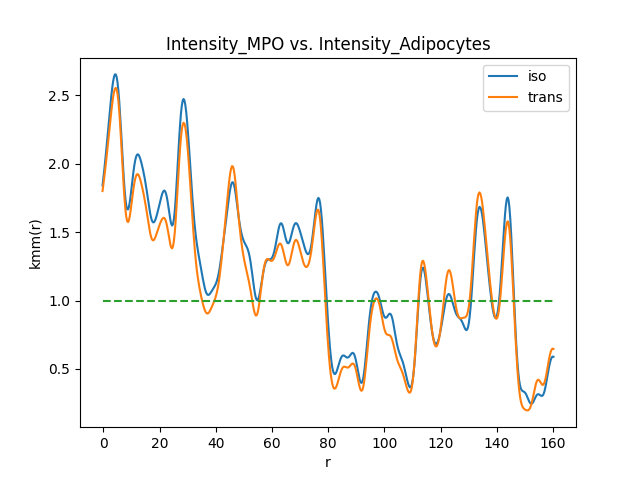 Intensity_MPO vs. Intensity_Adipocytes
iso
trans
kmm(r)
2.5
2.0
1.5
1.0
0.5
0 20 40 60 80 100 120 140 160
r